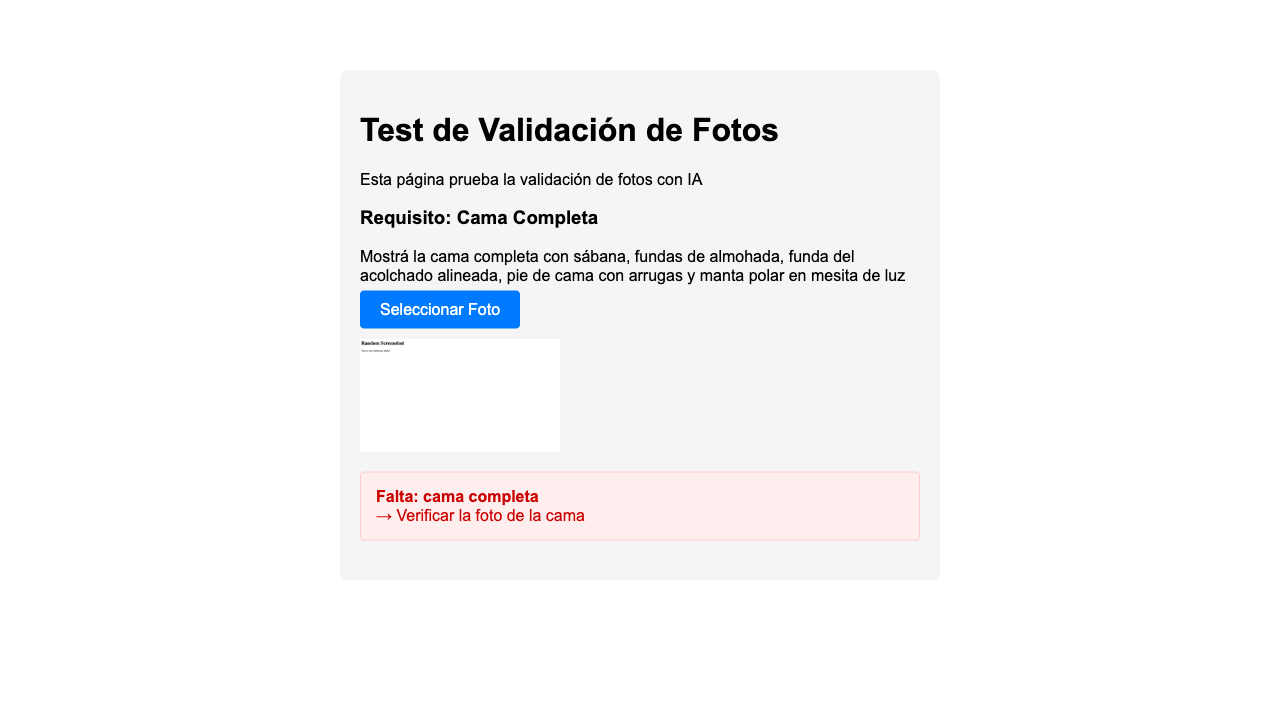 Test de Validación de Fotos
Esta página prueba la validación de fotos con IA
Requisito: Cama Completa
Mostrá la cama completa con sábana, fundas de almohada, funda del
acolchado alineada, pie de cama con arrugas y manta polar en mesita de luz
Seleccionar Foto
Random Screenshot
Falta: cama completa
→ Verificar la foto de la cama